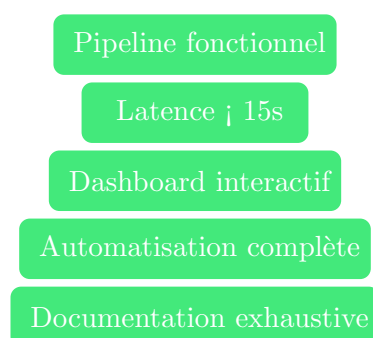 Pipeline fonctionnel
Latence ¡ 15s
Dashboard interactif
Automatisation complète
Documentation exhaustive